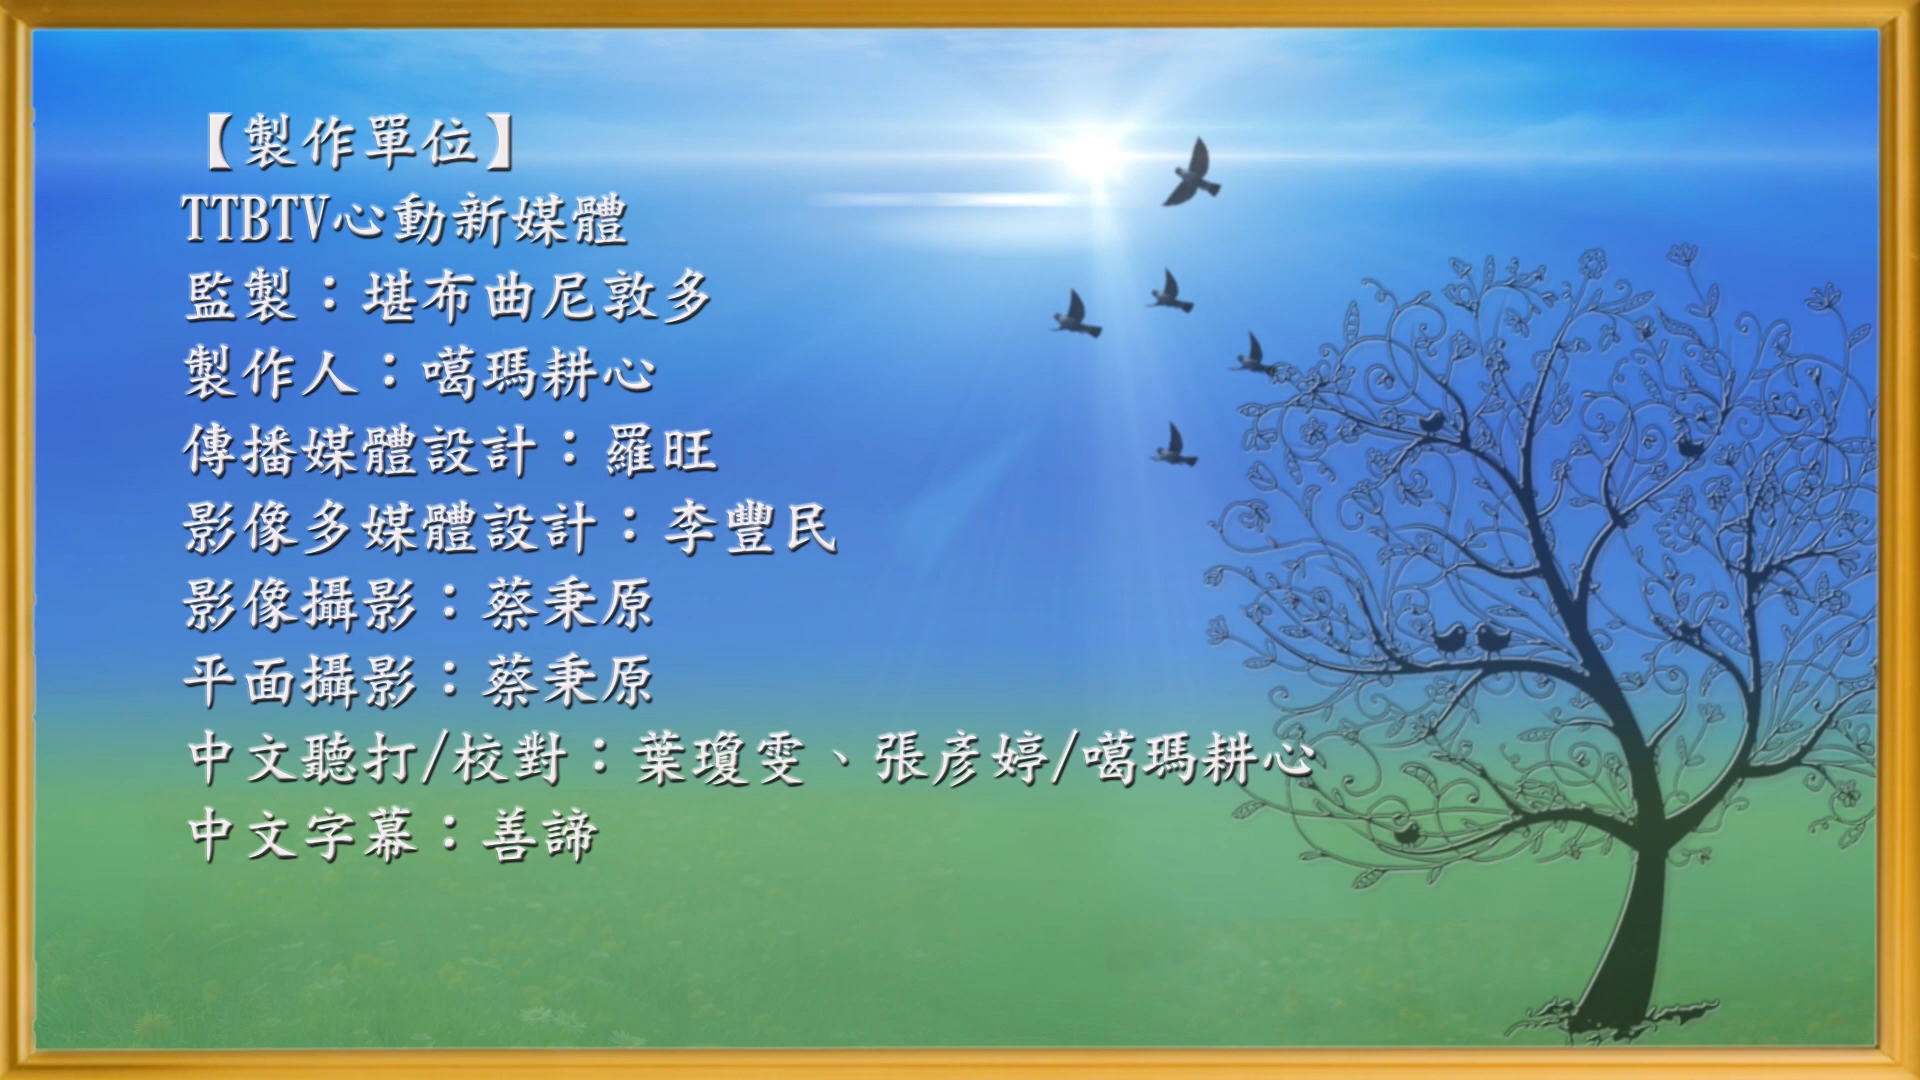 【製作單位】
TTBTV心動新媒體
監製：堪布曲尼敦多
製作人：噶瑪耕心
傳播媒體設計：羅旺
影像多媒體設計：李豐民
影像攝影：蔡秉原
平面攝影：蔡秉原
中文聽打/校對：葉瓊雯、張彥婷/噶瑪耕心
中文字幕：善諦